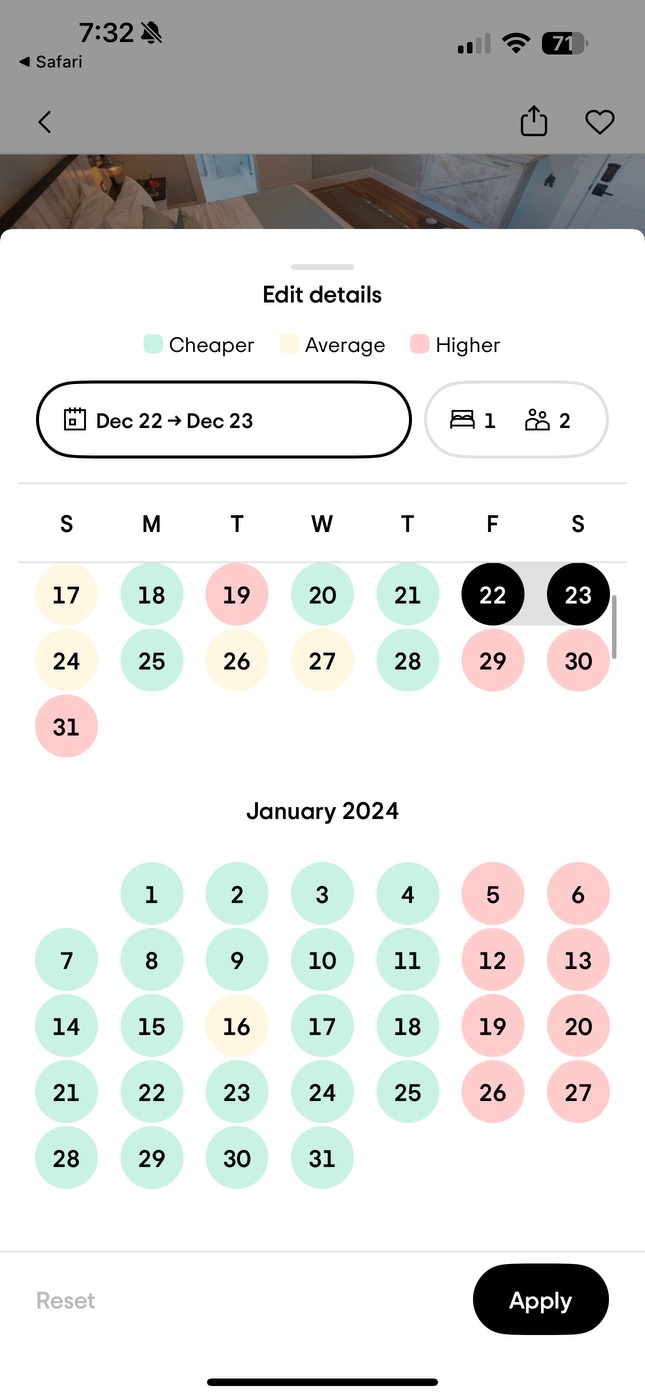 7:32
71
Safari
Edit details
Cheaper Average Higher
Dec 22 → Dec 23 1 2
S M T W T F S
17 18 19 20 21 22 23
24 25 26 27 28 29 30
31
January 2024
1 2 3 4 5 6
7 8 9 10 11 12 13
14 15 16 17 18 19 20
21 22 23 24 25 26 27
28 29 30 31
Reset Apply